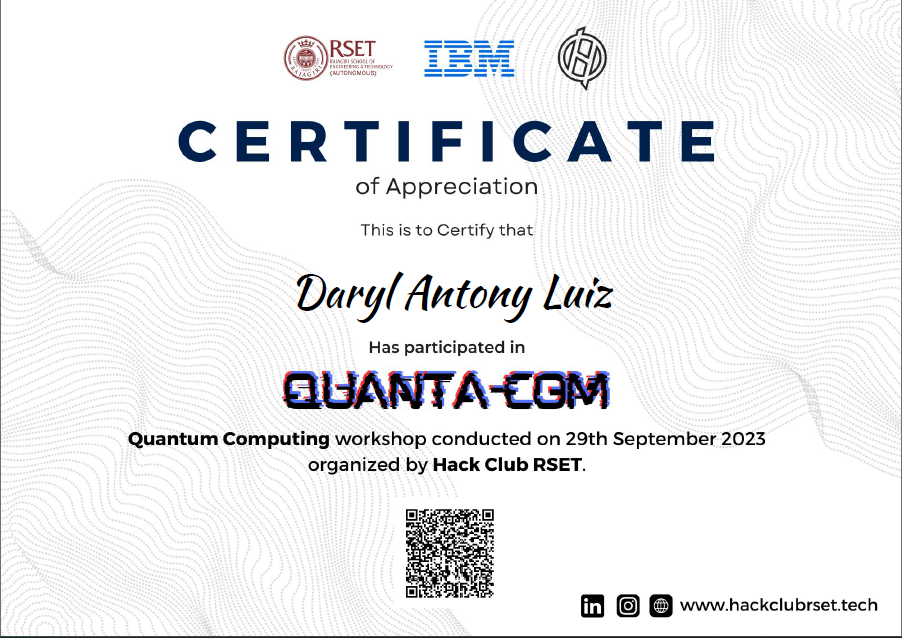 RSET
RAJAGIRI SCHOOL OF
ENGINEERING & TECHNOLOGY
(AUTONOMOUS)
IBM
CERTIFICATE
of Appreciation
This is to Certify that
Daryl Antony Luiz
Has participated in
QUANTA-COM
Quantum Computing workshop conducted on 29th September 2023
organized by Hack Club RSET.
in
www.hackclubrset.tech